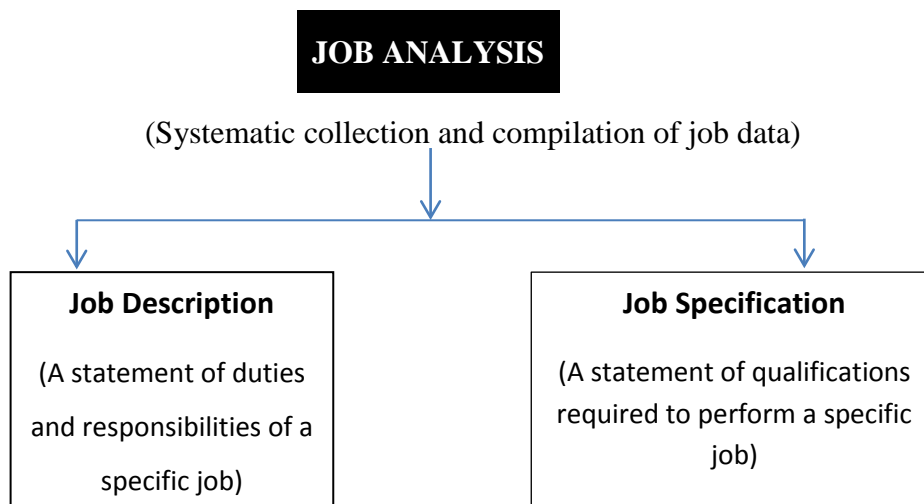 JOB ANALYSIS
(Systematic collection and compilation of job data)
Job Description
(A statement of duties
and responsibilities of a
specific job)
Job Specification
(A statement of qualifications
required to perform a specific
job)